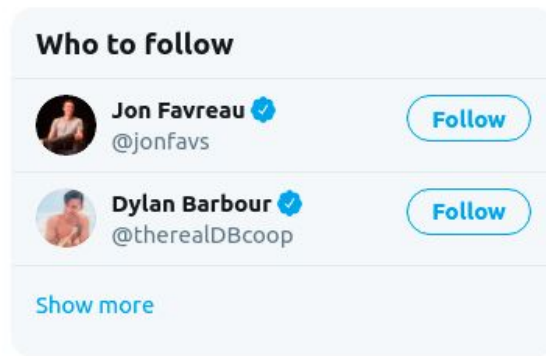 Who to follow
Jon Favreau
@jonfavs
Follow
Dylan Barbour
@therealDBcoop
Follow
Show more